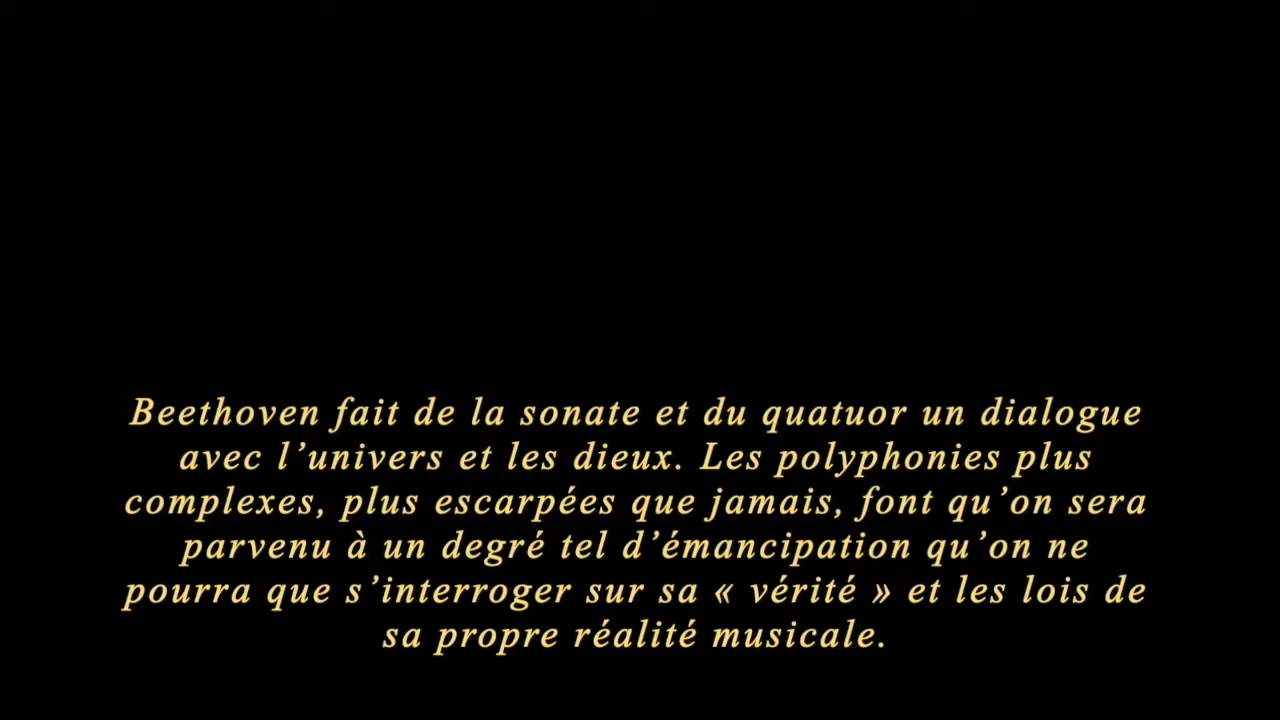 Beethoven fait de la sonate et du quatuor un dialogue
avec l’univers et les dieux. Les polyphonies plus
complexes, plus escarpées que jamais, font qu’on sera
parvenu à un degré tel d’émancipation qu’on ne
pourra que s’interroger sur sa « vérité » et les lois de
sa propre réalité musicale.